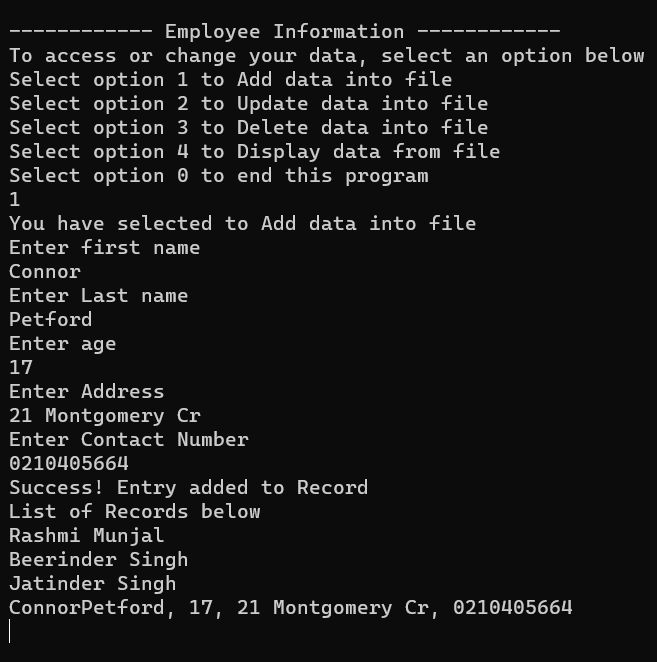 ------------ Employee Information ------------
To access or change your data, select an option below
Select option 1 to Add data into file
Select option 2 to Update data into file
Select option 3 to Delete data into file
Select option 4 to Display data from file
Select option 0 to end this program
1
You have selected to Add data into file
Enter first name
Connor
Enter Last name
Petford
Enter age
17
Enter Address
21 Montgomery Cr
Enter Contact Number
0210405664
Success! Entry added to Record
List of Records below
Rashmi Munjal
Beerinder Singh
Jatinder Singh
ConnorPetford, 17, 21 Montgomery Cr, 0210405664